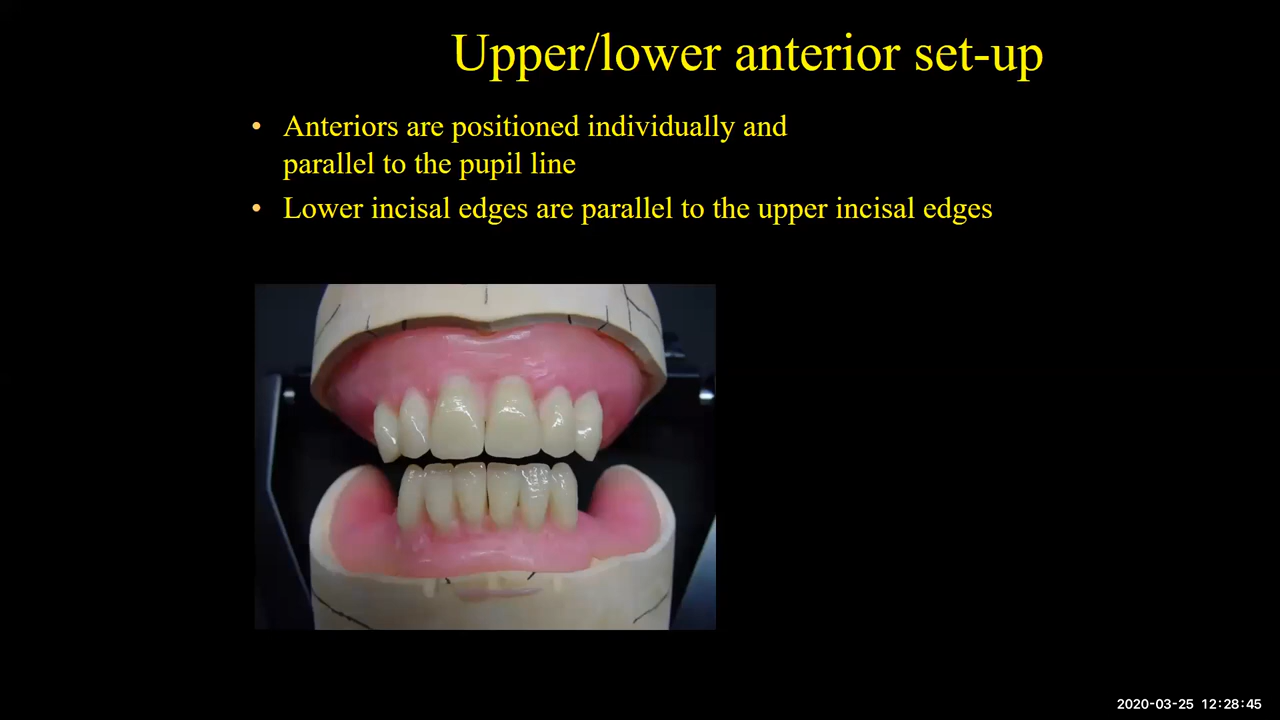 Upper/lower anterior set-up
• Anteriors are positioned individually and
parallel to the pupil line
• Lower incisal edges are parallel to the upper incisal edges
2020-03-25 12:28:45